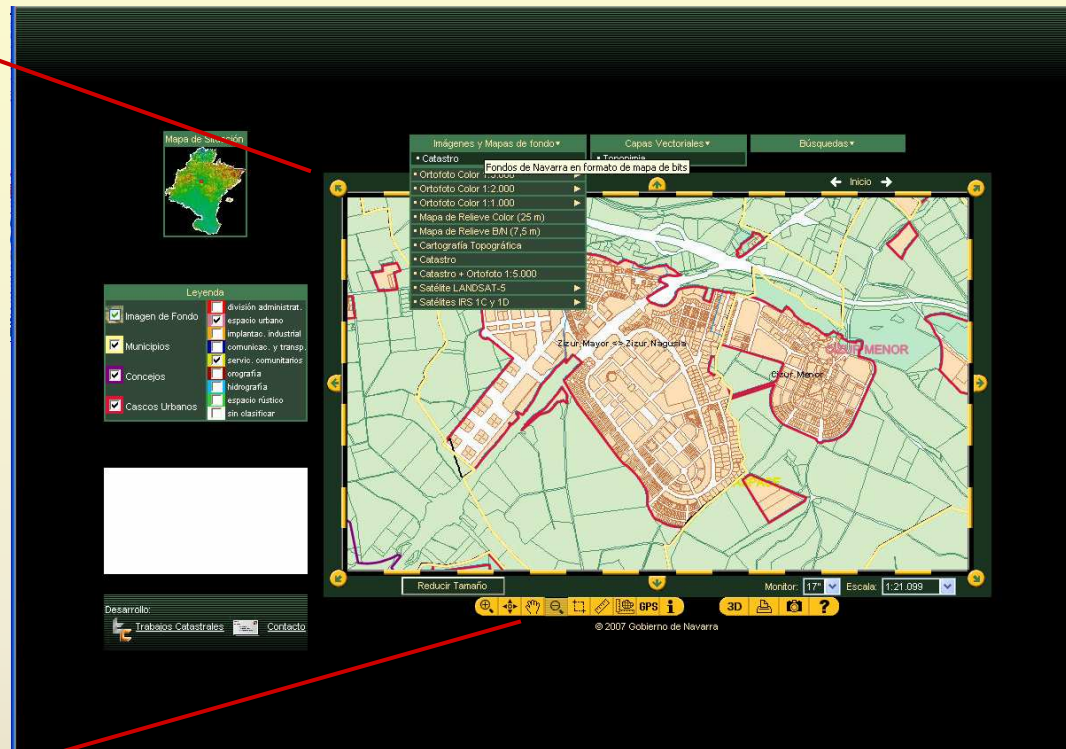 Mapa de Situación
Imágenes y Mapas de fondo
Capas Vectoriales
Búsquedas
Catastro
Toponimia
Fondos de Navarra en formato de mapa de bits
Ortofoto Color 1:5.000
Ortofoto Color 1:2.000
Ortofoto Color 1:1.000
Mapa de Relieve Color (25 m)
Mapa de Relieve B/N (7,5 m)
Cartografía Topográfica
Catastro
Catastro + Ortofoto 1:5.000
Satélite LANDSAT-5
Satélites IRS 1C y 1D
Inicio
Leyenda
Imagen de Fondo
Municipios
Concejos
Cascos Urbanos
división administrat.
espacio urbano
implantac. industrial
comunicac. y transp.
servic. comunitarios
orografía
hidrografía
espacio rústico
sin clasificar
Zizur Mayor <> Zizur Nagusia
CIZUR MENOR
Cizur Menor
Reducir Tamaño
Monitor: 17" Escala: 1:21.099
GPS i 3D ?
© 2007 Gobierno de Navarra
Desarrollo:
Trabajos Catastrales
Contacto